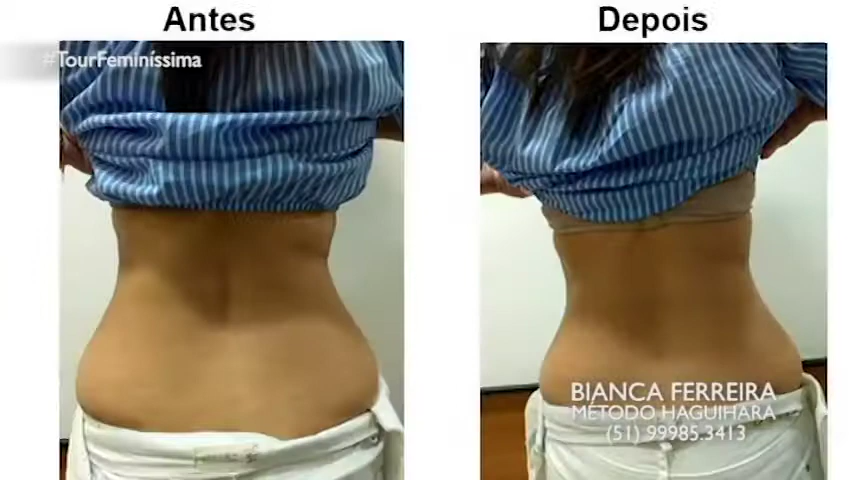 Antes
Depois
#TourFeminíssima
BIANCA FERREIRA
MÉTODO HAGUIHARA
(51) 99985.3413